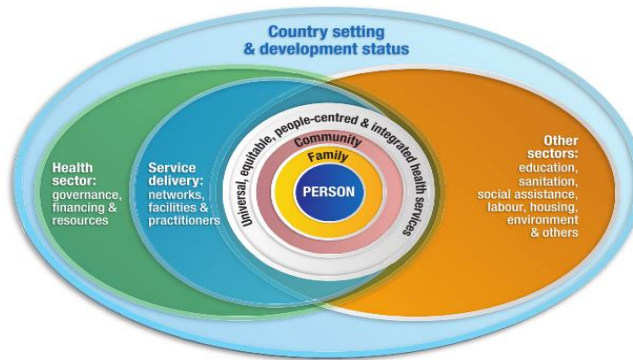 Country setting
& development status
Health
sector:
governance,
financing &
resources
Service
delivery:
networks,
facilities &
practitioners
Universal, equitable, people-centred & integrated health services
Community
Family
PERSON
Other
sectors:
education,
sanitation,
social assistance,
labour, housing,
environment
& others